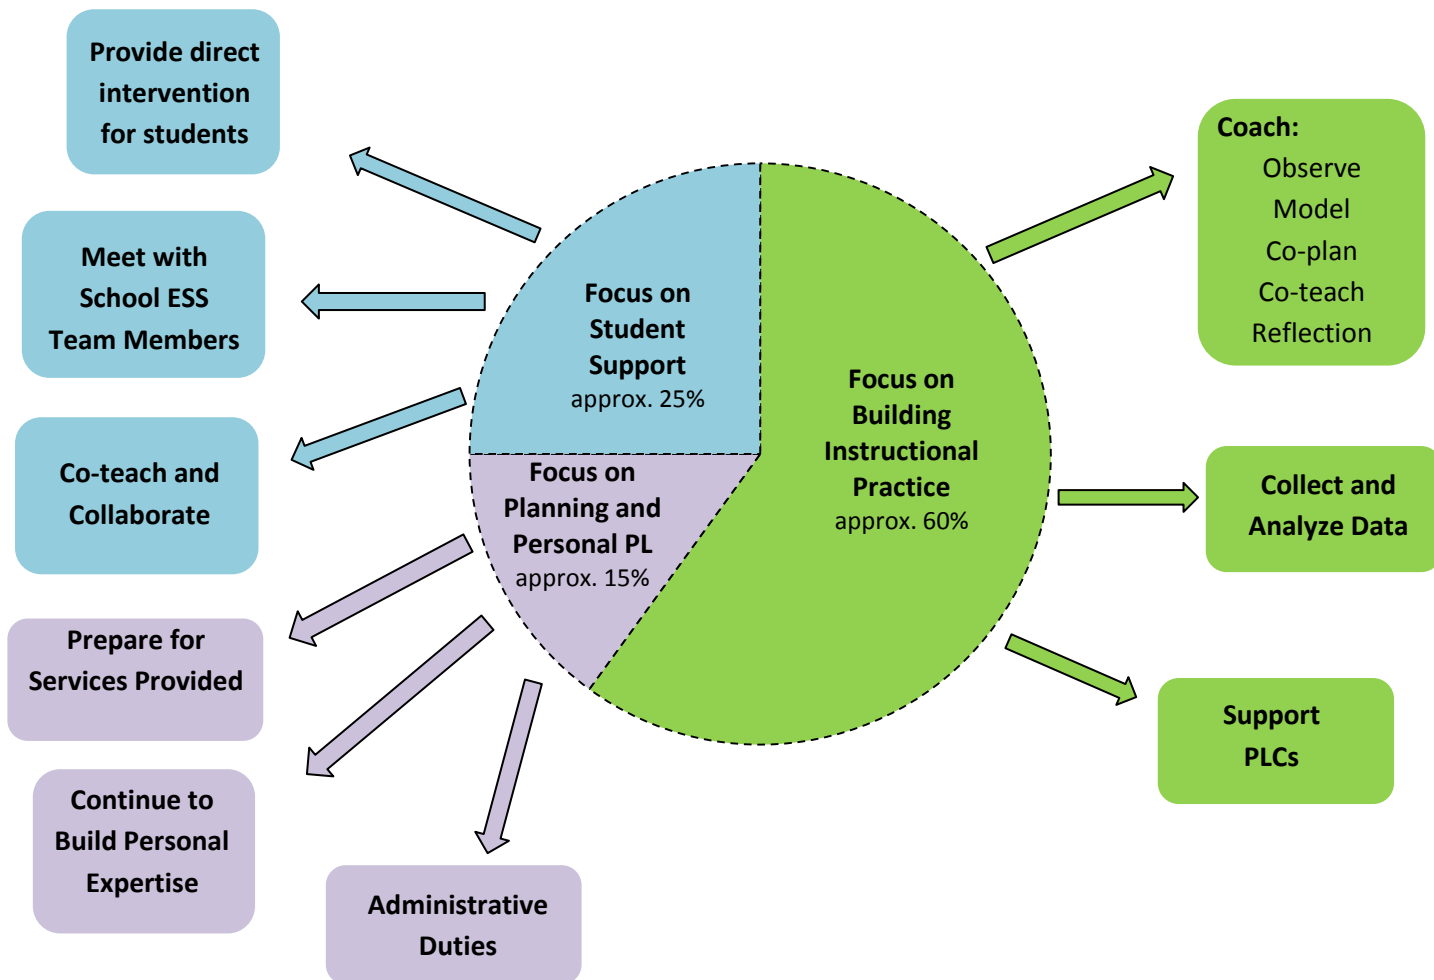 Provide direct
intervention
for students
Meet with
School ESS
Team Members
Co-teach and
Collaborate
Prepare for
Services Provided
Continue to
Build Personal
Expertise
Administrative
Duties
Focus on
Student
Support
approx. 25%
Focus on
Planning and
Personal PL
approx. 15%
Focus on
Building
Instructional
Practice
approx. 60%
Coach:
Observe
Model
Co-plan
Co-teach
Reflection
Collect and
Analyze Data
Support
PLCs